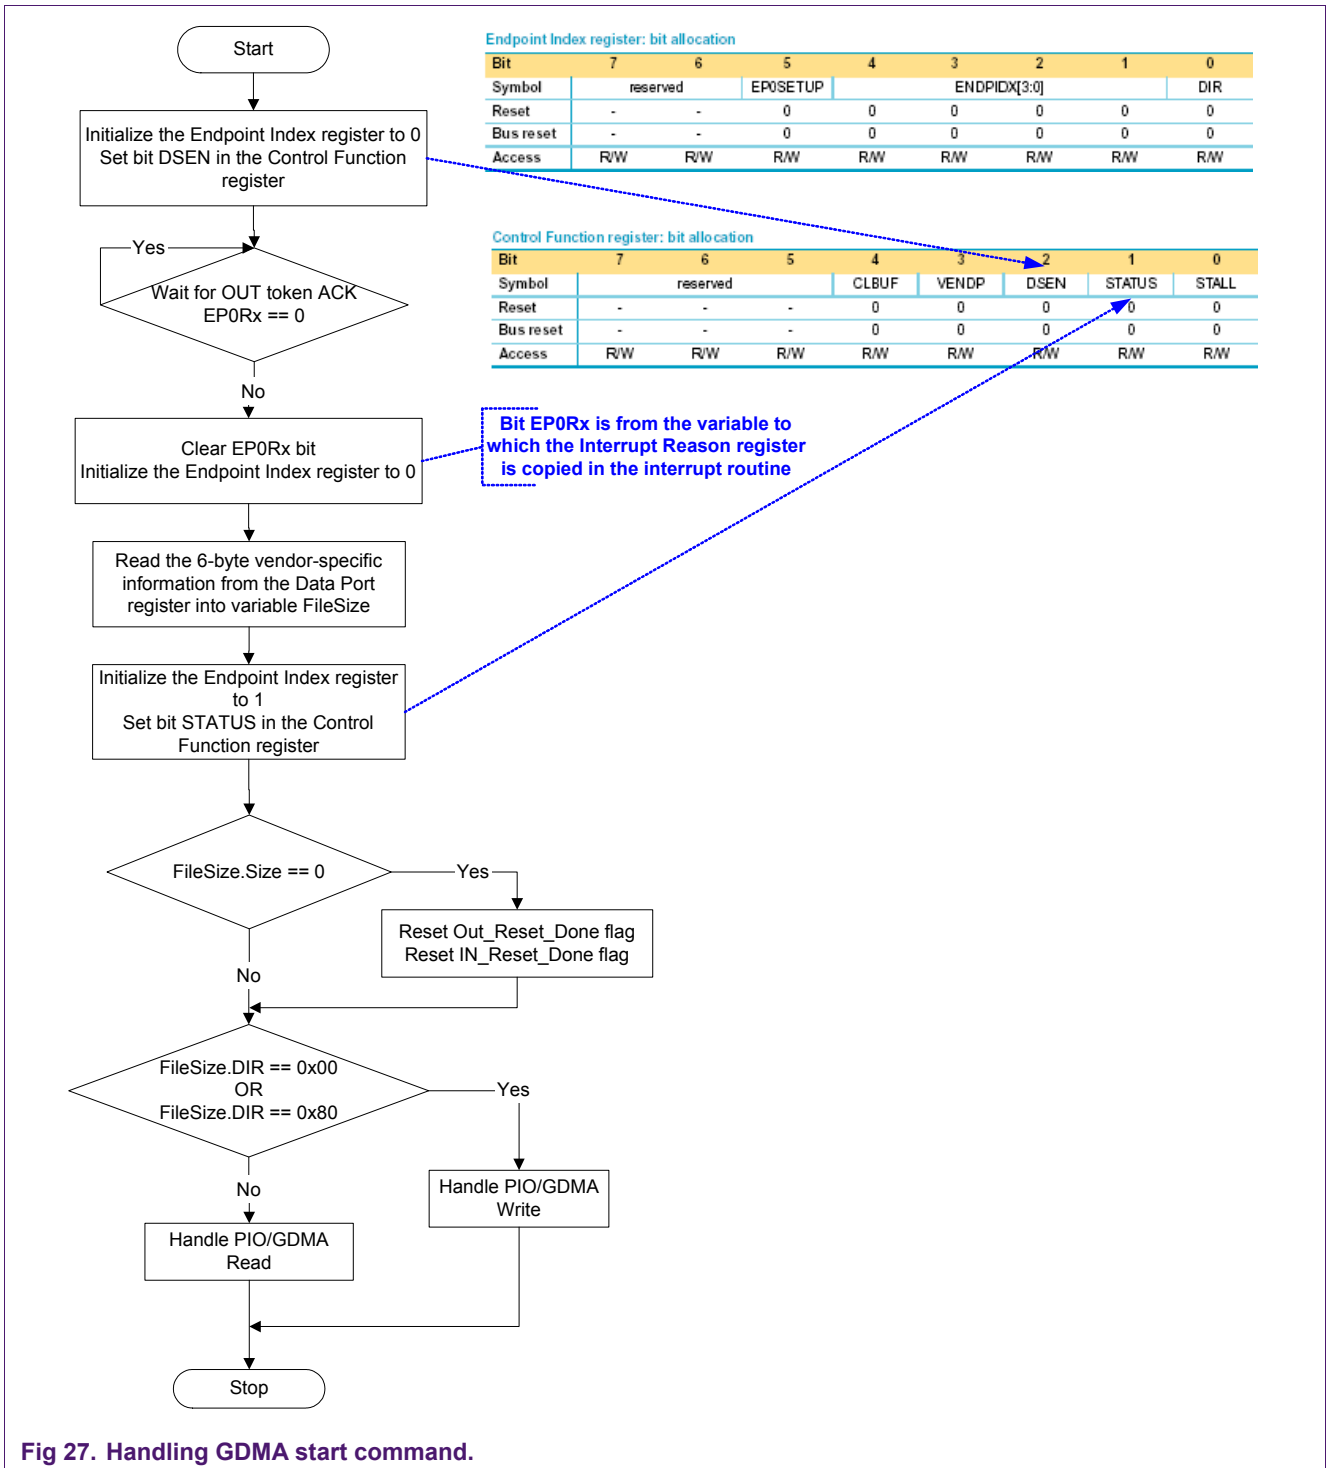 Start
Initialize the Endpoint Index register to 0
Set bit DSEN in the Control Function
register
Yes
Wait for OUT token ACK
EP0Rx == 0
No
Clear EP0Rx bit
Initialize the Endpoint Index register to 0
Read the 6-byte vendor-specific
information from the Data Port
register into variable FileSize
Initialize the Endpoint Index register
to 1
Set bit STATUS in the Control
Function register
FileSize.Size == 0
Yes
Reset Out_Reset_Done flag
Reset IN_Reset_Done flag
No
FileSize.DIR == 0x00
OR
FileSize.DIR == 0x80
Yes
No
Handle PIO/GDMA
Write
Handle PIO/GDMA
Read
Stop
Endpoint Index register: bit allocation
Bit 7 6 5 4 3 2 1 0
Symbol reserved EP0SETUP ENDPIDX[3:0] DIR
Reset - - 0 0 0 0 0 0
Bus reset - - 0 0 0 0 0 0
Access R/W R/W R/W R/W R/W R/W R/W R/W
Control Function register: bit allocation
Bit 7 6 5 4 3 2 1 0
Symbol reserved CLBUF VENDP DSEN STATUS STALL
Reset - - - 0 0 0 0 0
Bus reset - - - 0 0 0 0 0
Access R/W R/W R/W R/W R/W R/W R/W R/W
Bit EP0Rx is from the variable to
which the Interrupt Reason register
is copied in the interrupt routine
Fig 27. Handling GDMA start command.